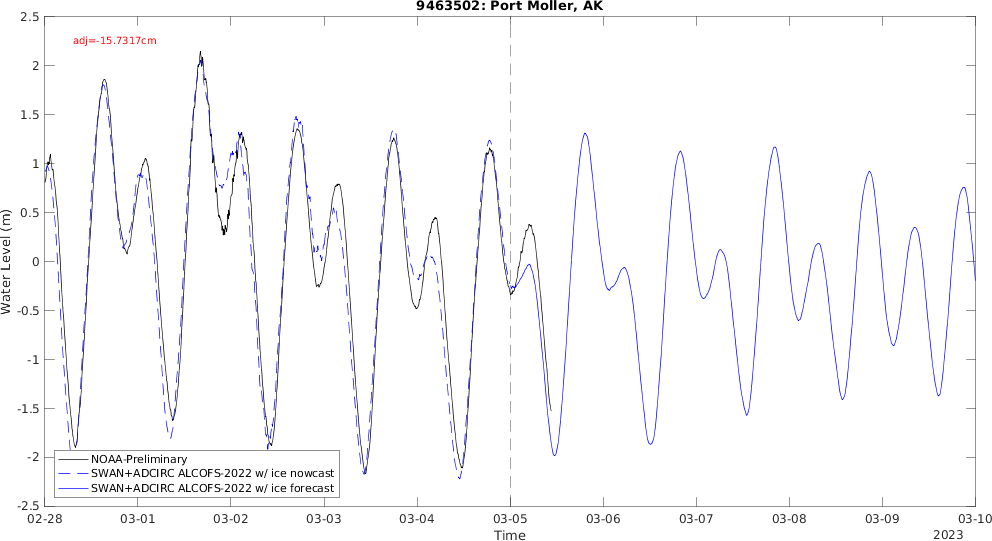 9463502: Port Moller, AK
adj=-15.7317cm
2.5
2
1.5
1
0.5
0
-0.5
-1
-1.5
-2
-2.5
Water Level (m)
NOAA-Preliminary
SWAN+ADCIRC ALCOFS-2022 w/ ice nowcast
SWAN+ADCIRC ALCOFS-2022 w/ ice forecast
02-28 03-01 03-02 03-03 03-04 03-05 03-06 03-07 03-08 03-09 03-10
Time
2023